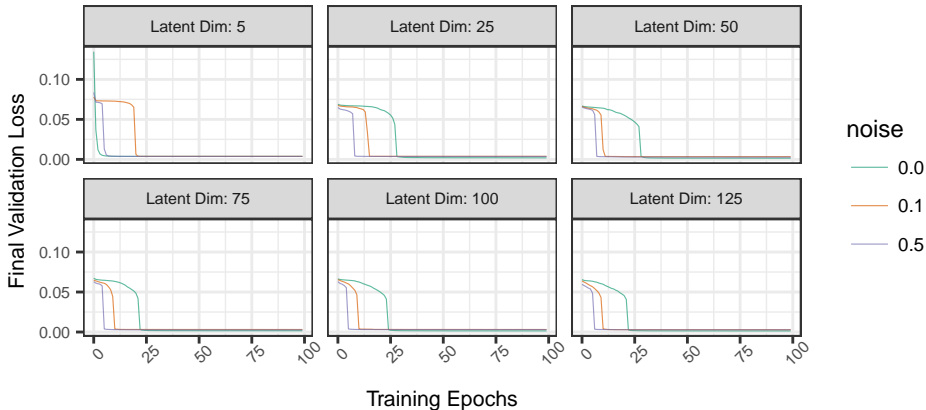 Latent Dim: 5
Latent Dim: 25
Latent Dim: 50
0.10
0.05
0.00
Latent Dim: 75
Latent Dim: 100
Latent Dim: 125
0.10
0.05
0.00
0 25 50 75 100
0 25 50 75 100
0 25 50 75 100
Training Epochs
Final Validation Loss
noise
0.0
0.1
0.5